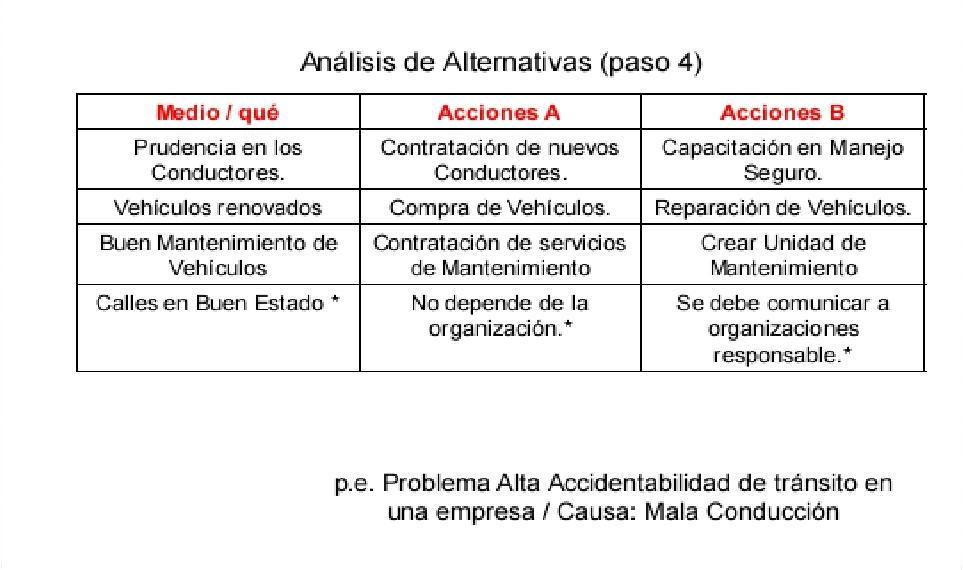 Análisis de Alternativas (paso 4)
Medio / qué
Acciones A
Acciones B
Prudencia en los
Conductores.
Contratación de nuevos
Conductores.
Capacitación en Manejo
Seguro.
Vehículos renovados
Compra de Vehículos.
Reparación de Vehículos.
Buen Mantenimiento de
Vehículos
Contratación de servicios
de Mantenimiento
Crear Unidad de
Mantenimiento
Calles en Buen Estado *
No depende de la
organización.*
Se debe comunicar a
organizaciones
responsable.*
p.e. Problema Alta Accidentabilidad de tránsito en
una empresa / Causa: Mala Conducción